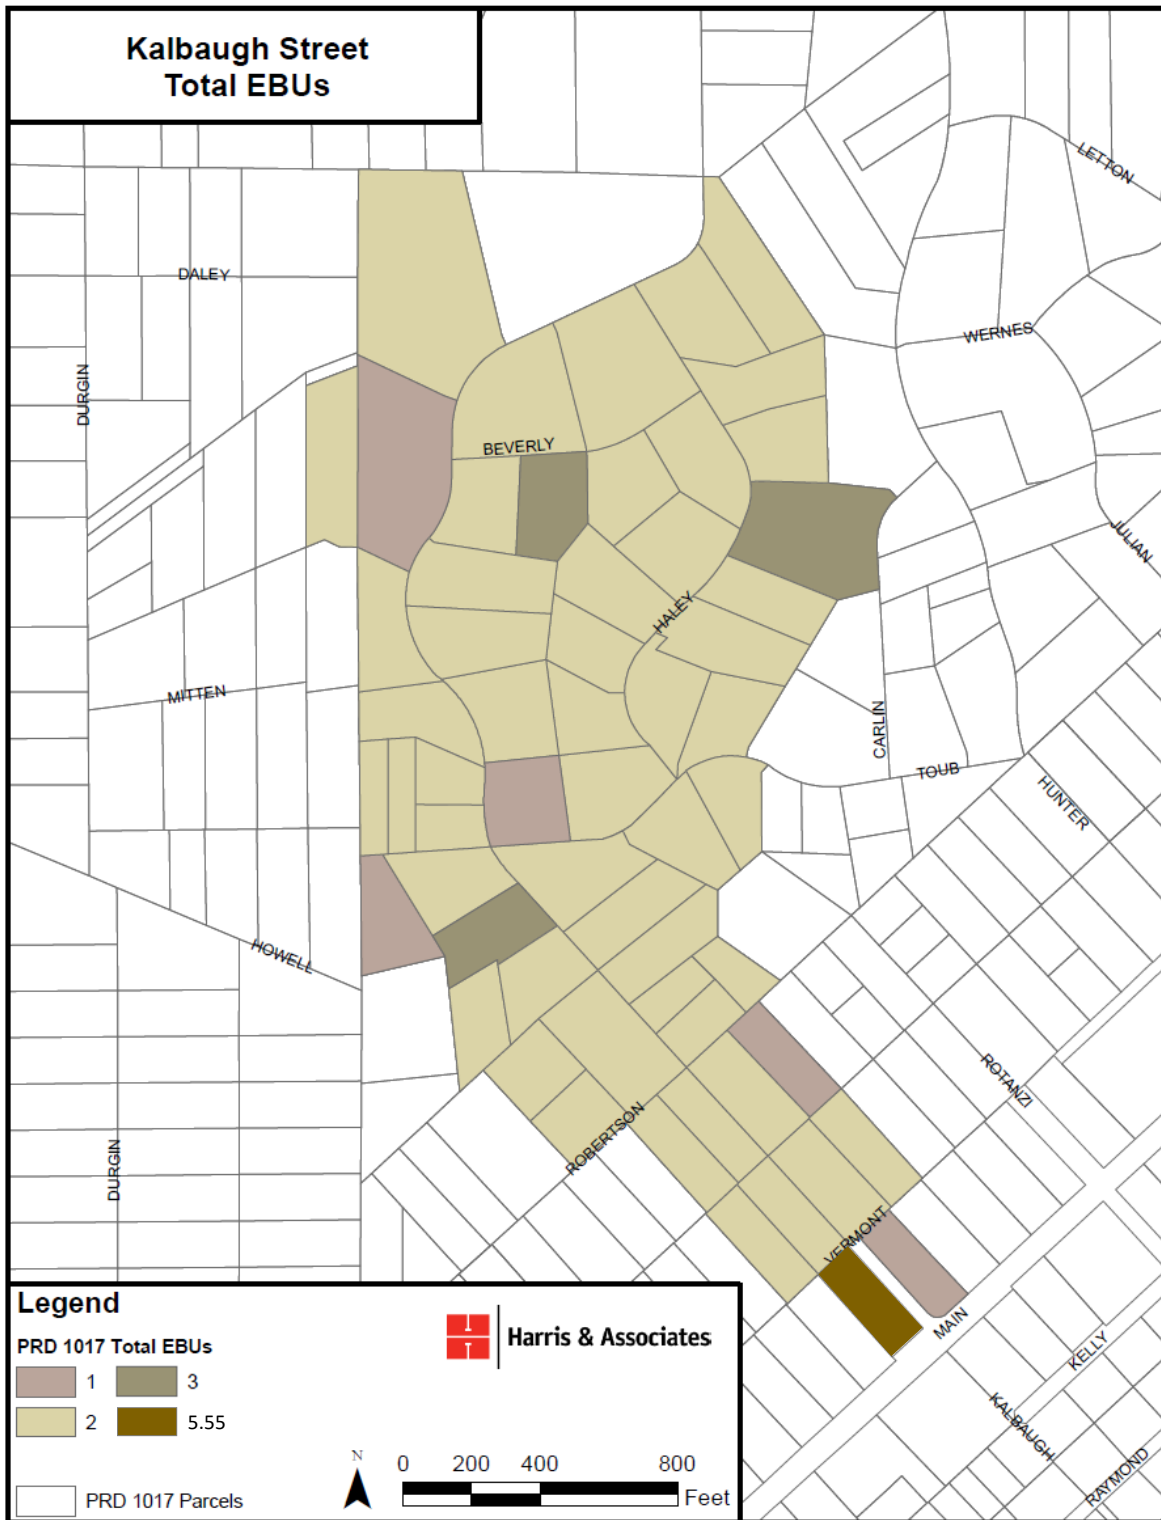 Kalbaugh Street
Total EBUs
LETTON
DALEY
WERNES
DURGIN
BEVERLY
JULIAN
HALEY
MITTEN
CARLIN
TOUB
HUNTER
HOWELL
ROTANZI
ROBERTSON
DURGIN
VERMONT
MAIN
KELLY
KALBAUGH
RAYMOND
Legend
PRD 1017 Total EBUs
1
3
2
5.55
PRD 1017 Parcels
Harris & Associates
N
0 200 400 800
Feet